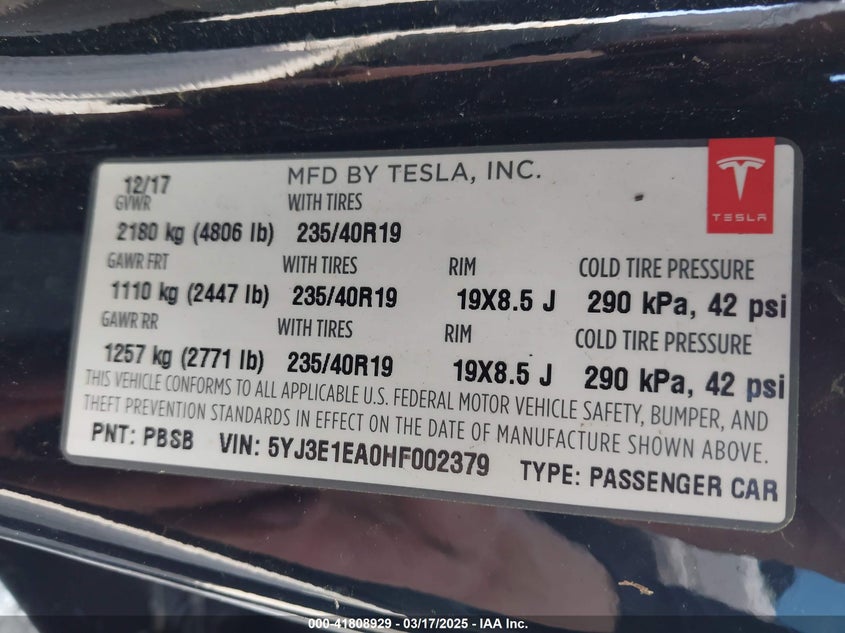 12/17 MFD BY TESLA, INC.
TESLA
GVWR WITH TIRES
2180 kg (4806 lb) 235/40R19
GAWR FRT WITH TIRES RIM COLD TIRE PRESSURE
1110 kg (2447 lb) 235/40R19 19X8.5 J 290 kPa, 42 psi
GAWR RR WITH TIRES RIM COLD TIRE PRESSURE
1257 kg (2771 lb) 235/40R19 19X8.5 J 290 kPa, 42 psi
THIS VEHICLE CONFORMS TO ALL APPLICABLE U.S. FEDERAL MOTOR VEHICLE SAFETY, BUMPER, AND
THEFT PREVENTION STANDARDS IN EFFECT ON THE DATE OF MANUFACTURE SHOWN ABOVE.
PNT: PBSB VIN: 5YJ3E1EA0HF002379 TYPE: PASSENGER CAR
000-41808929 - 03/17/2025 - IAA Inc.